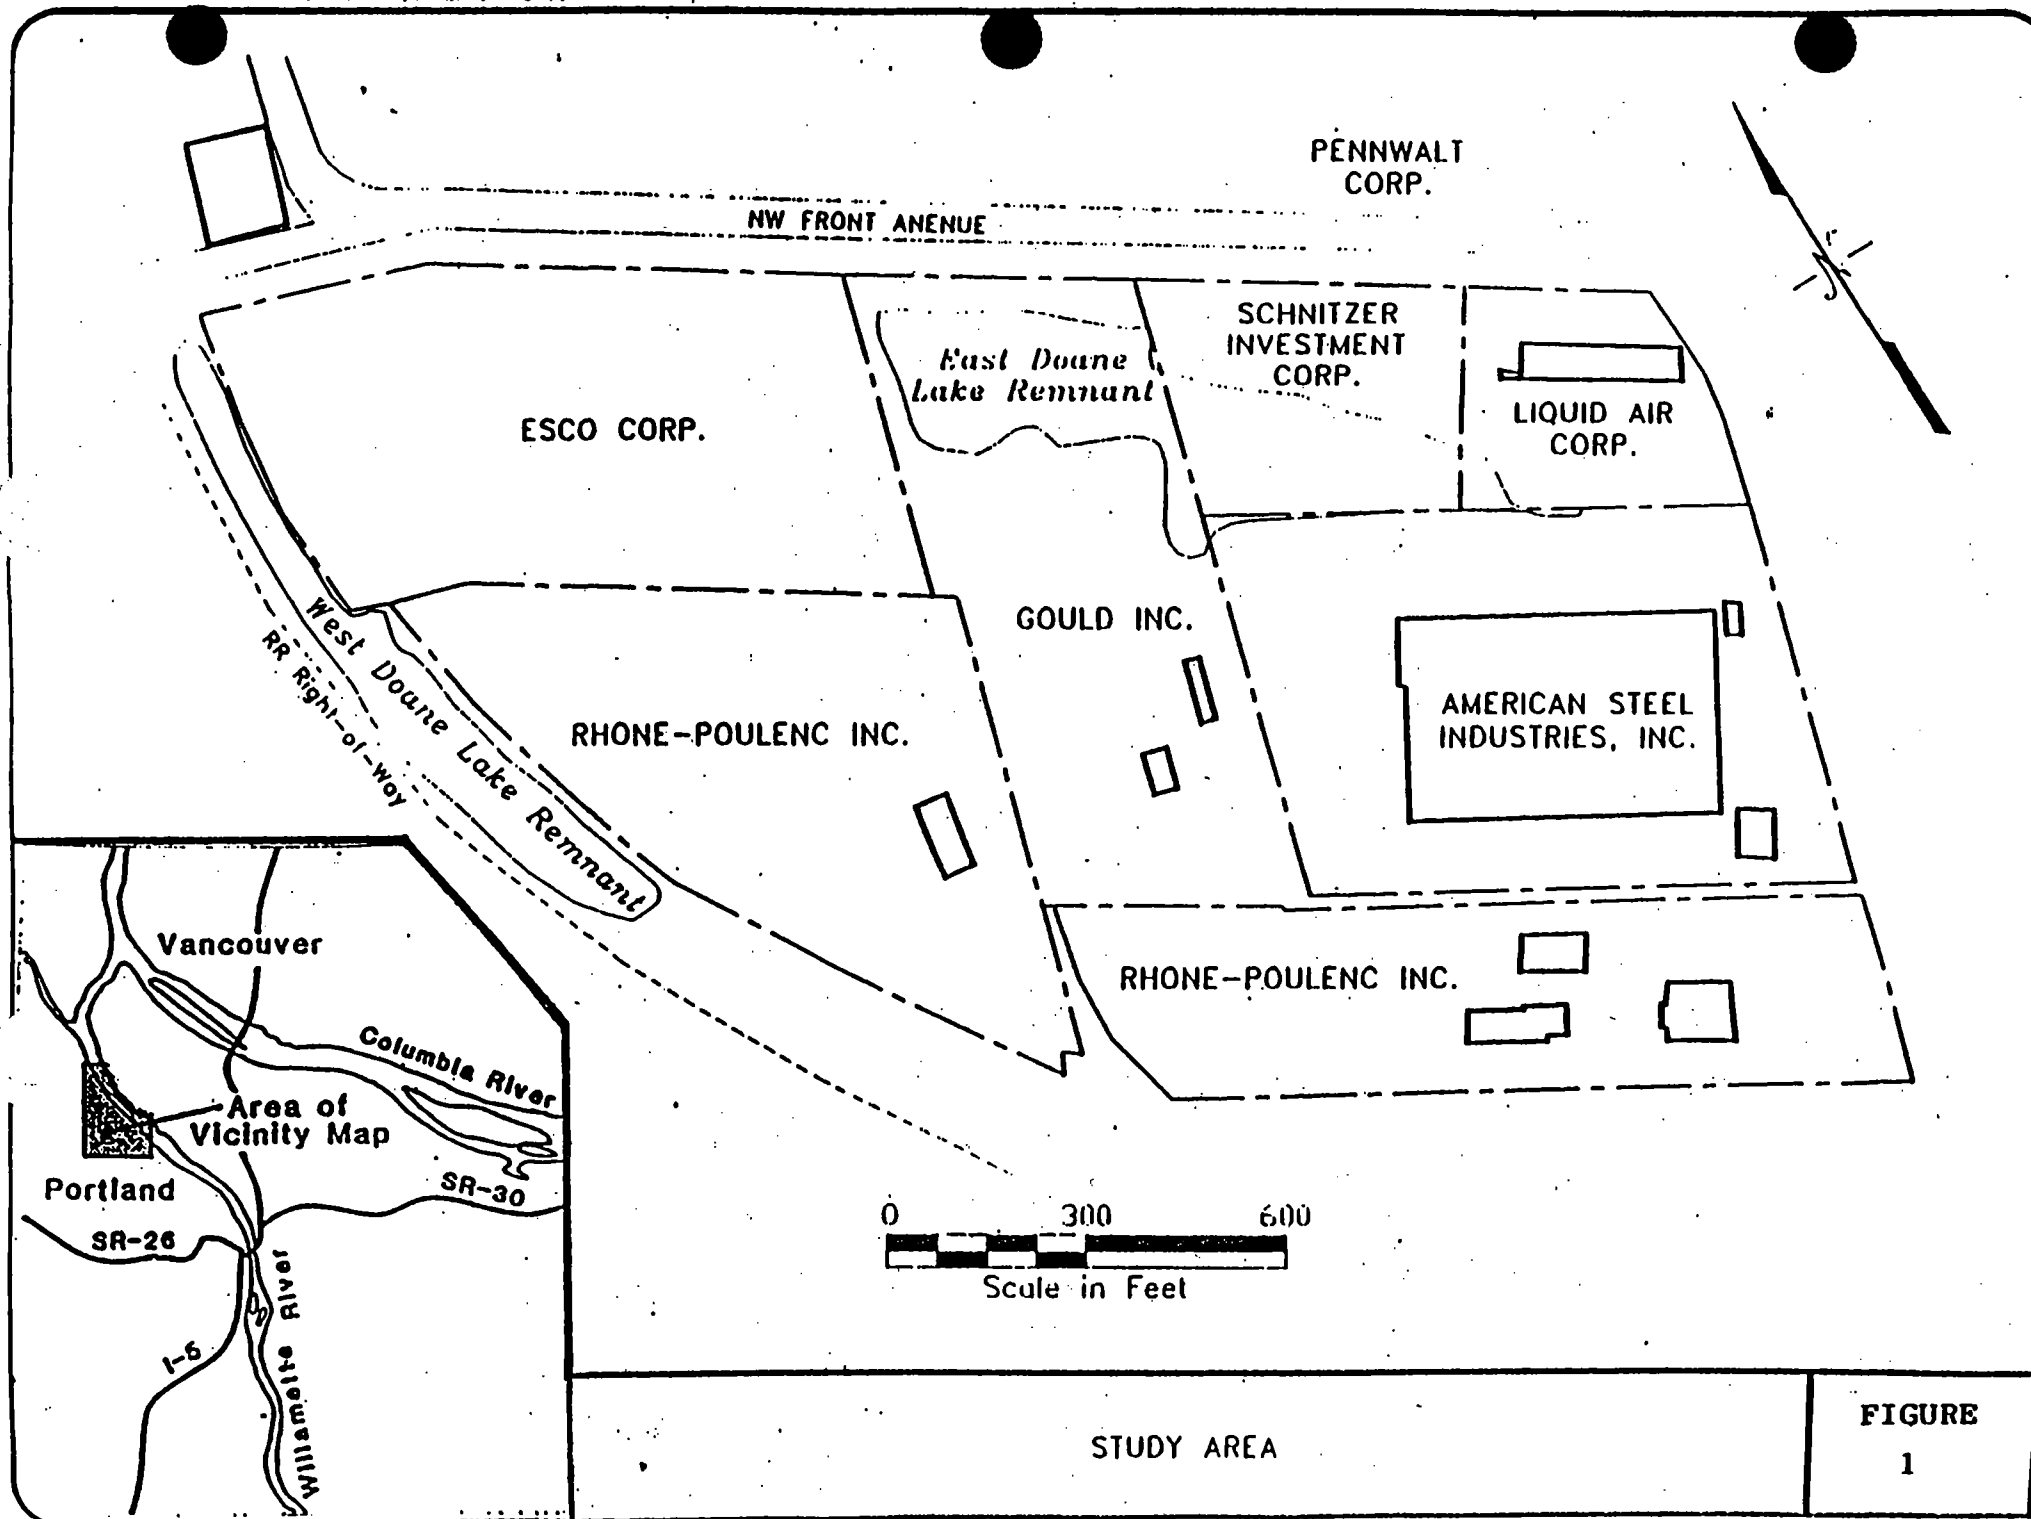 PENNWALT
CORP.
NW FRONT ANENUE
SCHNITZER
INVESTMENT
CORP.
East Doane
Lake Remnant
LIQUID AIR
CORP.
ESCO CORP.
GOULD INC.
West Doane Lake Remnant
RR Right-of-Way
RHONE-POULENC INC.
AMERICAN STEEL
INDUSTRIES, INC.
RHONE-POULENC INC.
Vancouver
Columbia River
Area of
Vicinity Map
Portland
SR-30
SR-26
I-5
Willamette River
0 300 600
Scale in Feet
STUDY AREA
FIGURE
1